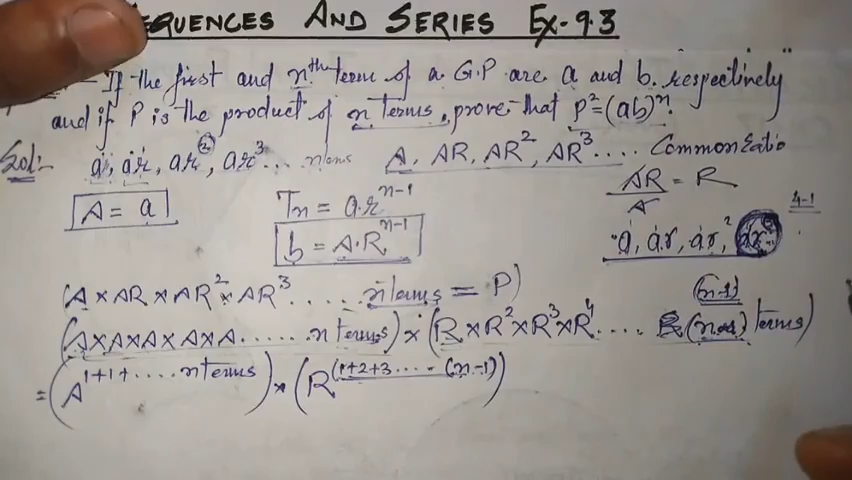 EQUENCES AND SERIES Ex-9.3
If the first and nth term of a G.P are a and b. respectively"
and if P is the product of n terms, prove that P²=(ab)ⁿ.
Sol:- a, ar, ar², ar³... n terms A, AR, AR², AR³.... Common Ratio
A = a Tn = a.r^(n-1) AR/A = R 4-1
b = A.R^(n-1) a, ar, ar², ar³
(A × AR × AR² × AR³ ..... n terms = P) (n-1)
(A×A×A×A×A....... n terms) × (R×R²×R³×R⁴.... (n-1) terms)
= (A^(1+1+.... n terms)) × (R^(1+2+3.... (n-1)))